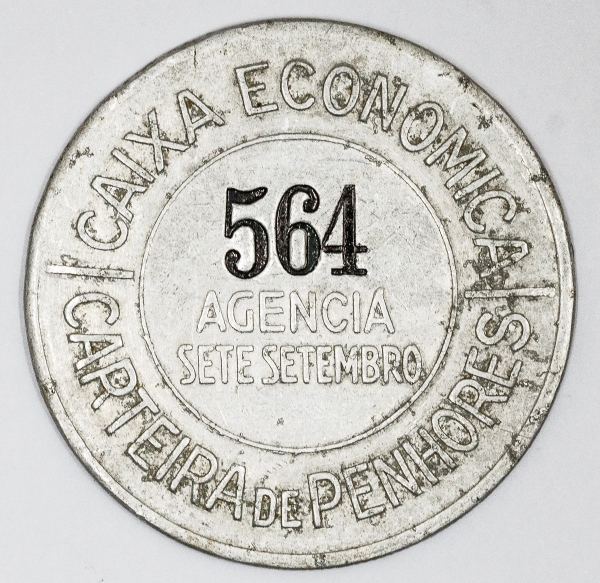 CAIXA ECONOMICA
564
AGENCIA
SETE SETEMBRO
CARTEIRA DE PENHORES